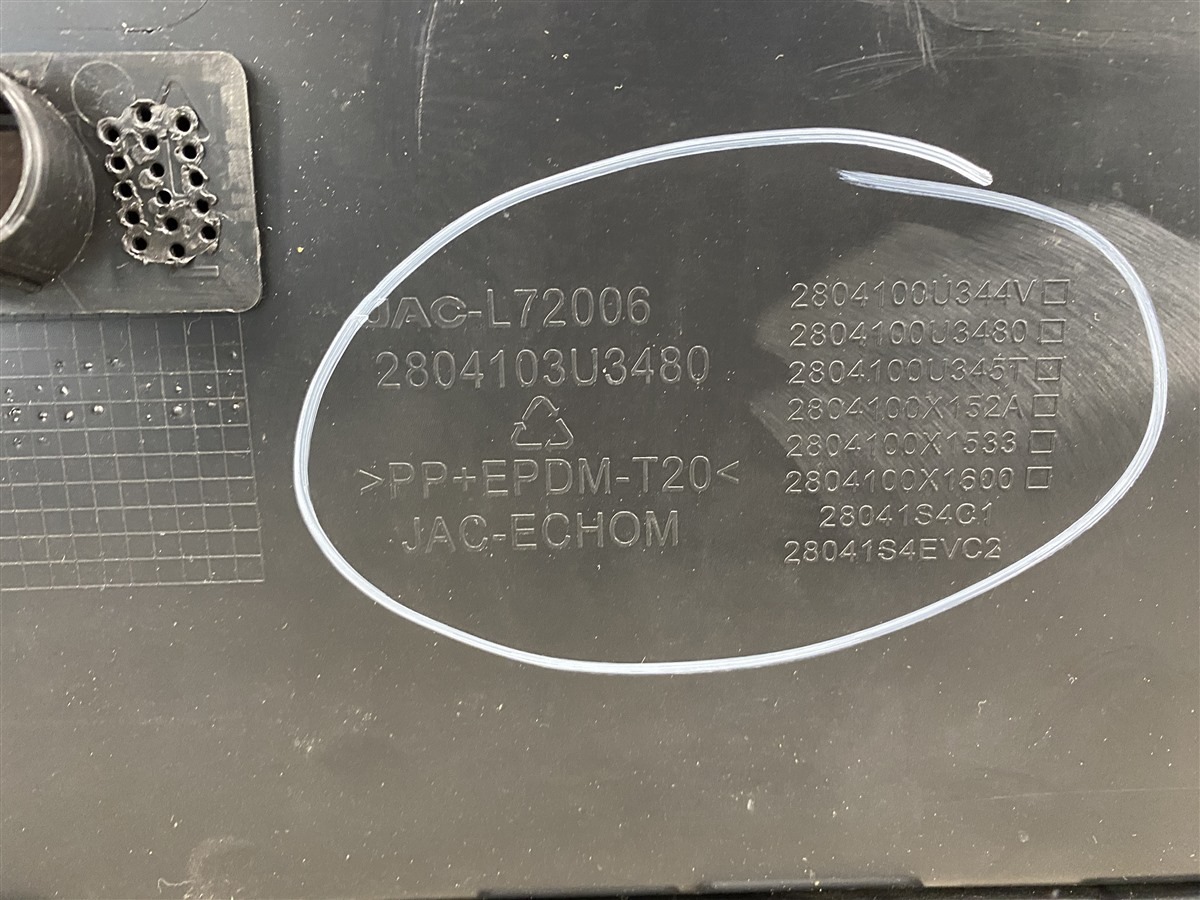 JAC-L72006
2804103U3480
>PP+EPDM-T20<
JAC-ECHOM
2804100U344V
2804100U3480
2804100U345T
2804100X152A
2804100X1533
2804100X1600
28041S4C1
28041S4EVC2